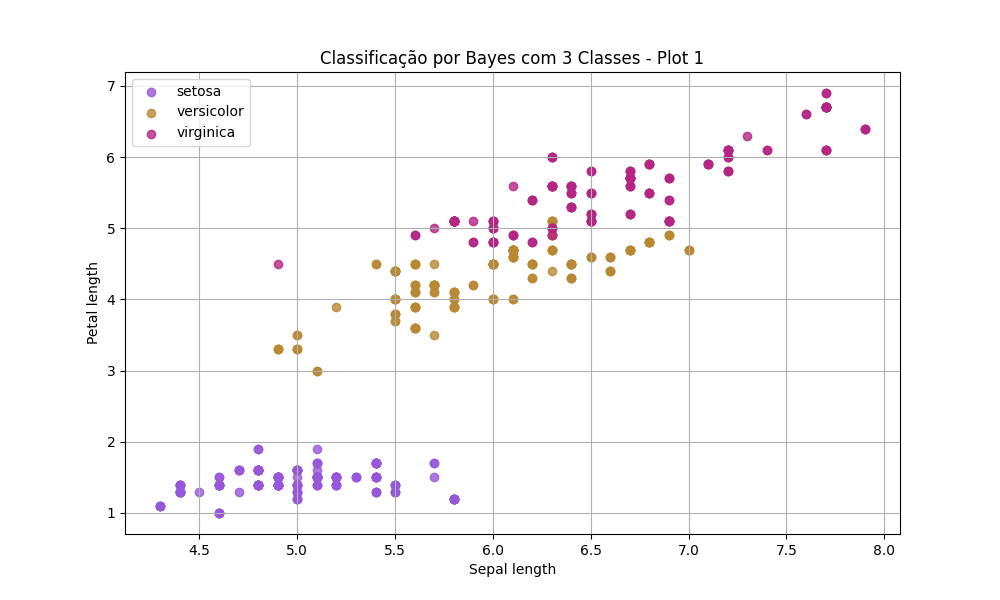 Classificação por Bayes com 3 Classes - Plot 1
setosa
versicolor
virginica
Petal length
7
6
5
4
3
2
1
4.5 5.0 5.5 6.0 6.5 7.0 7.5 8.0
Sepal length